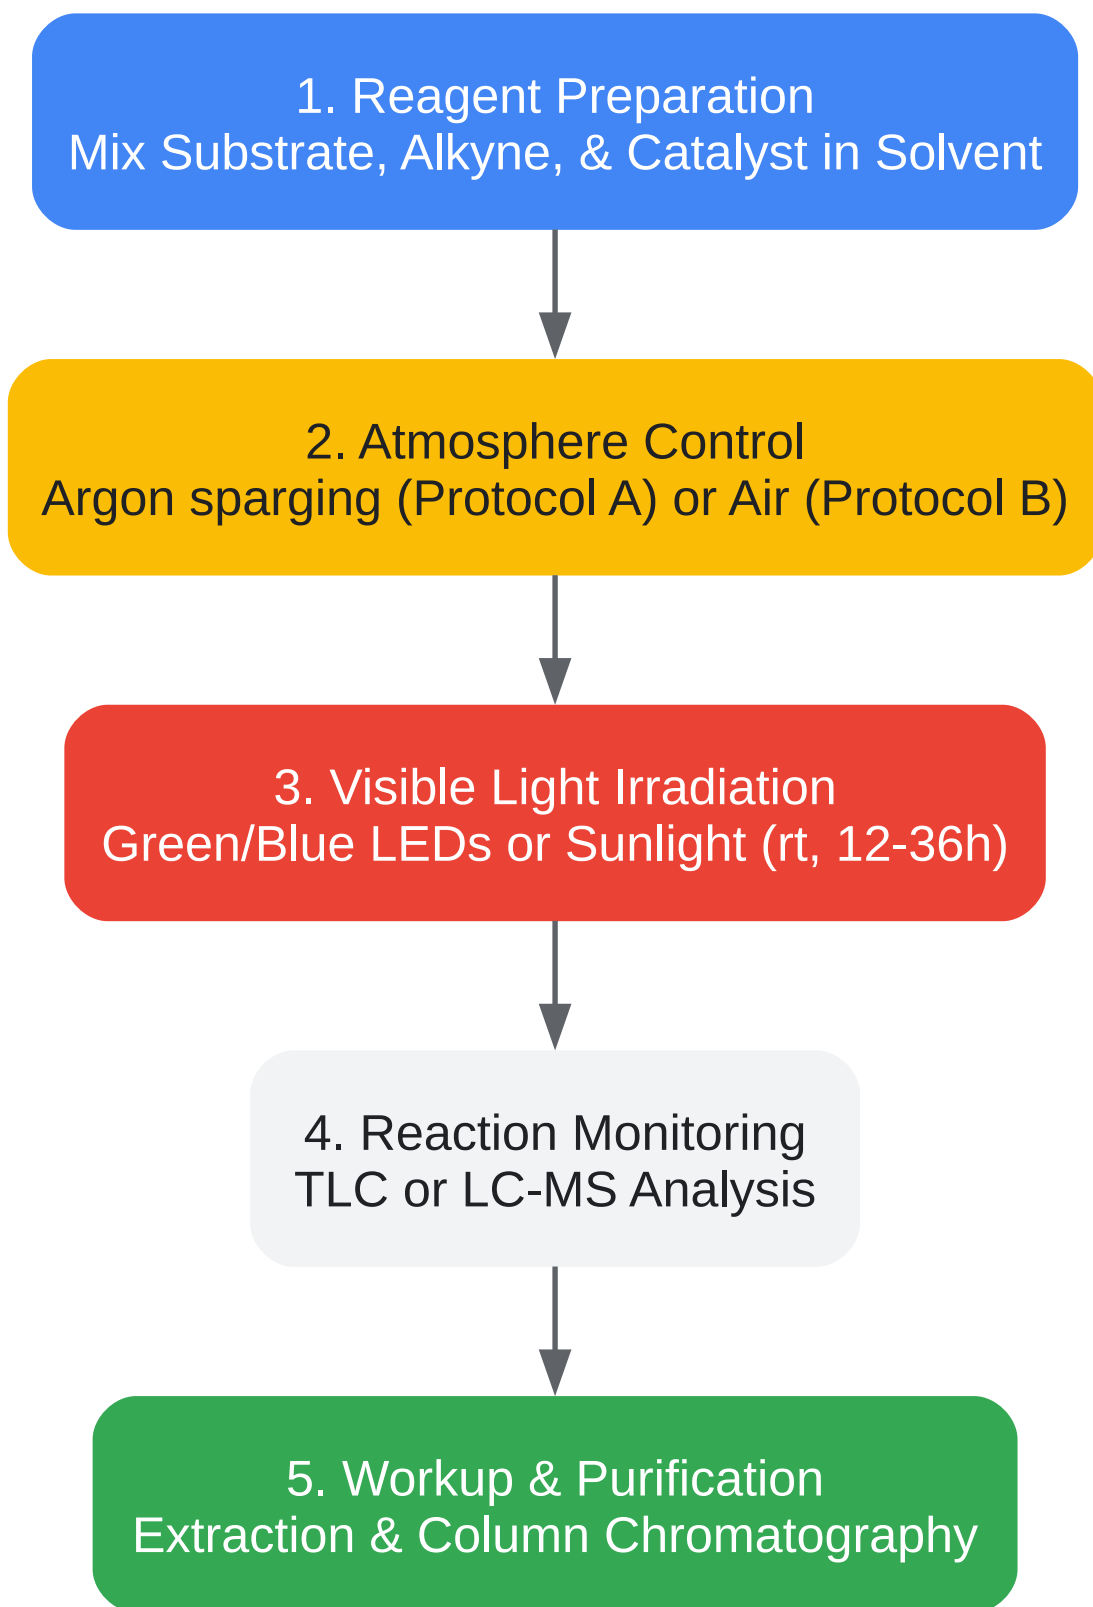 1. Reagent Preparation
Mix Substrate, Alkyne, & Catalyst in Solvent
2. Atmosphere Control
Argon sparging (Protocol A) or Air (Protocol B)
3. Visible Light Irradiation
Green/Blue LEDs or Sunlight (rt, 12-36h)
4. Reaction Monitoring
TLC or LC-MS Analysis
5. Workup & Purification
Extraction & Column Chromatography